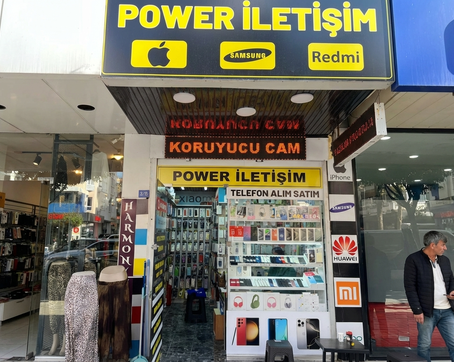 POWER İLETİŞİM
SAMSUNG
Redmi
KORUYUCU CAM
KORUYUCU CAM
POWER İLETİŞİM
TELEFON ALIM SATIM
xiaomi
iPhone
SAMSUNG
HUAWEI
mi
HARMONY